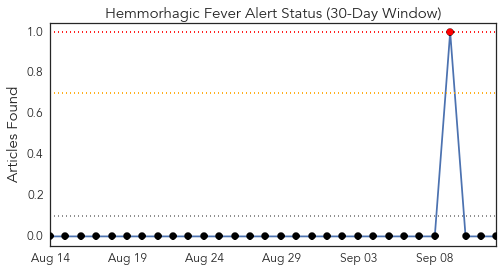 Hemmorhagic Fever Alert Status (30-Day Window)
Articles Found
1.0
0.8
0.6
0.4
0.2
0.0
Aug 14 Aug 19 Aug 24 Aug 29 Sep 03 Sep 08